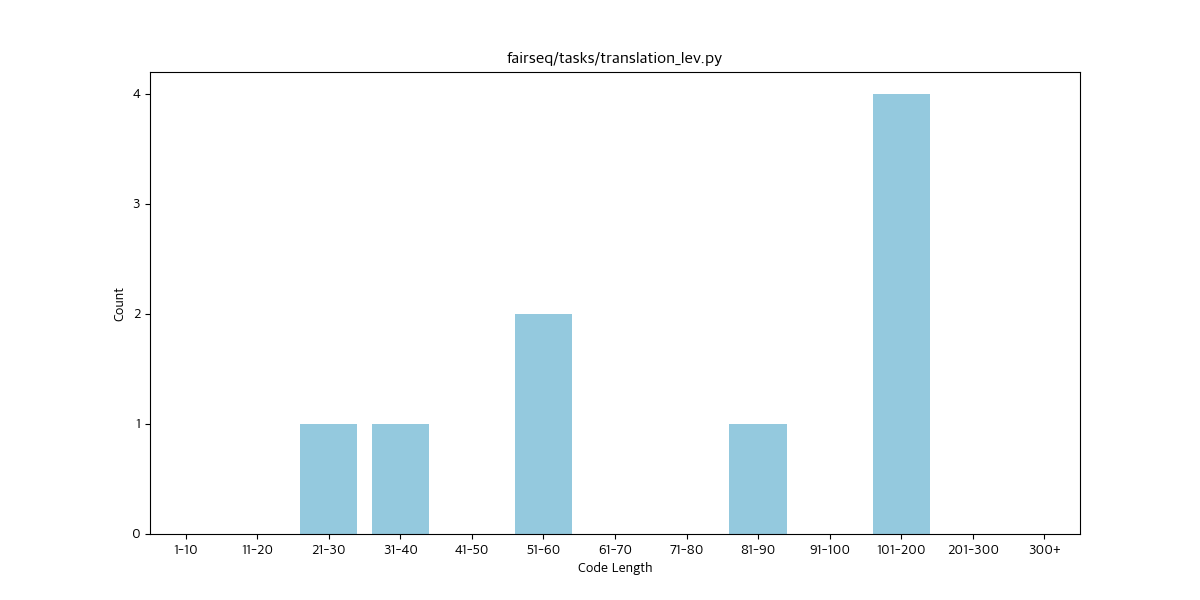 fairseq/tasks/translation_lev.py
4
3
2
1
0
Count
1-10 11-20 21-30 31-40 41-50 51-60 61-70 71-80 81-90 91-100 101-200 201-300 300+
Code Length